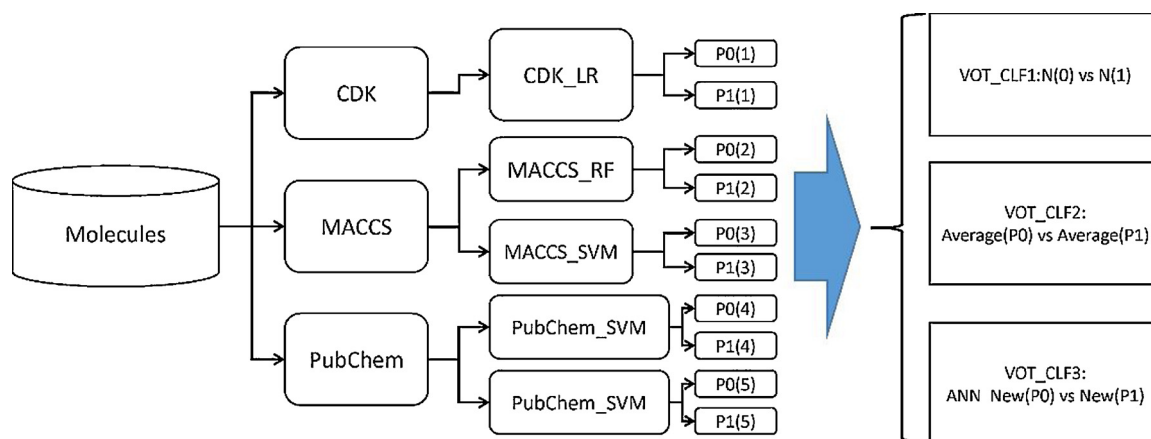 Molecules
CDK
MACCS
PubChem
CDK_LR
MACCS_RF
MACCS_SVM
PubChem_SVM
PubChem_SVM
P0(1)
P1(1)
P0(2)
P1(2)
P0(3)
P1(3)
P0(4)
P1(4)
P0(5)
P1(5)
VOT_CLF1:N(0) vs N(1)
VOT_CLF2:
Average(P0) vs Average(P1)
VOT_CLF3:
ANN New(P0) vs New(P1)